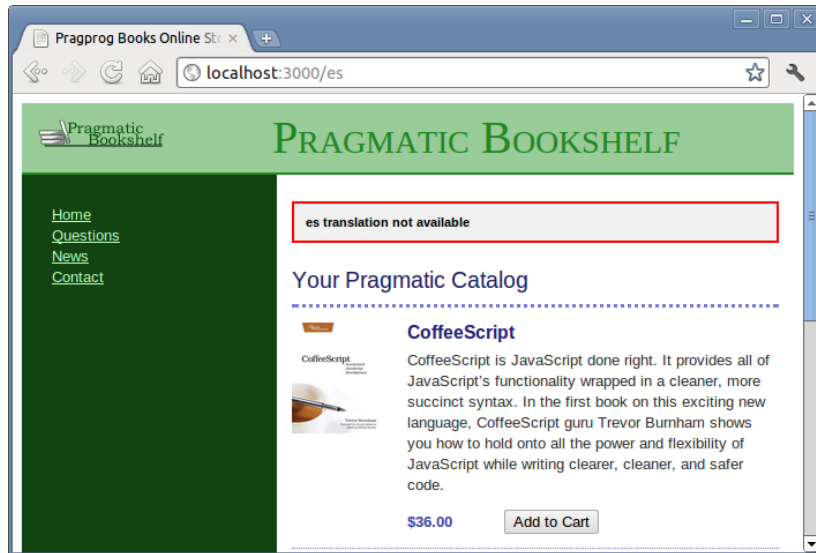 Pragprog Books Online St
localhost:3000/es
Pragmatic
Bookshelf
PRAGMATIC BOOKSHELF
Home
Questions
News
Contact
es translation not available
Your Pragmatic Catalog
CoffeeScript
CoffeeScript
CoffeeScript is JavaScript done right. It provides all of
JavaScript's functionality wrapped in a cleaner, more
succinct syntax. In the first book on this exciting new
language, CoffeeScript guru Trevor Burnham shows
you how to hold onto all the power and flexibility of
JavaScript while writing clearer, cleaner, and safer
code.
Trevor Burnham
$36.00
Add to Cart